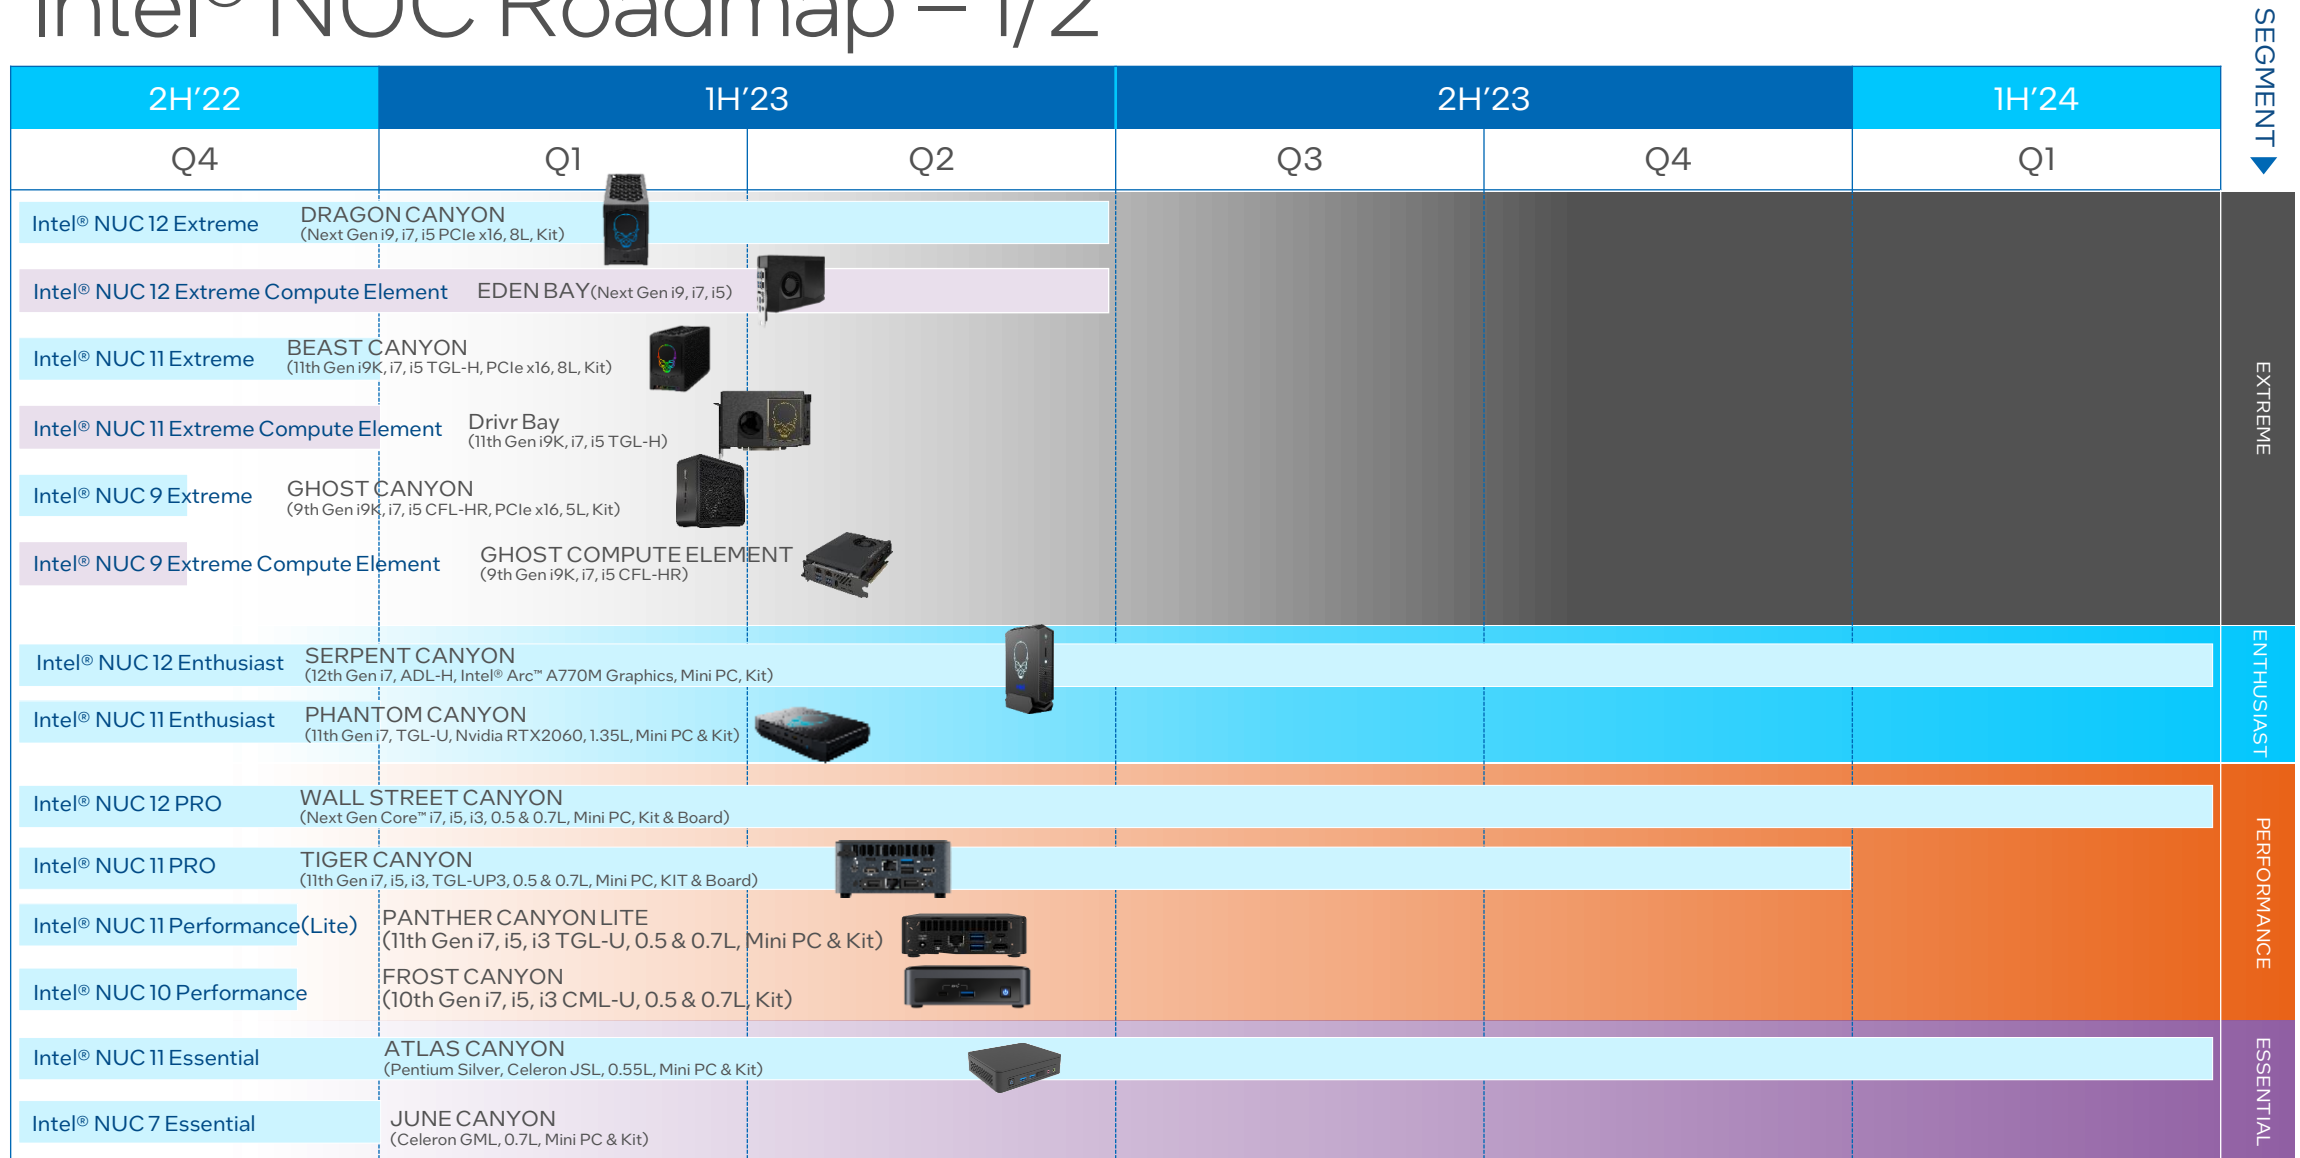 Intel® NUC Roadmap – 1/2
SEGMENT
2H'22 1H'23 2H'23 1H'24
Q4 Q1 Q2 Q3 Q4 Q1
Intel® NUC 12 Extreme DRAGON CANYON
(Next Gen i9, i7, i5 PCIe x16, 8L, Kit)
Intel® NUC 12 Extreme Compute Element EDEN BAY(Next Gen i9, i7, i5)
Intel® NUC 11 Extreme BEAST CANYON
(11th Gen i9K, i7, i5 TGL-H, PCIe x16, 8L, Kit)
Intel® NUC 11 Extreme Compute Element Drivr Bay
(11th Gen i9K, i7, i5 TGL-H)
Intel® NUC 9 Extreme GHOST CANYON
(9th Gen i9K, i7, i5 CFL-HR, PCIe x16, 5L, Kit)
Intel® NUC 9 Extreme Compute Element GHOST COMPUTE ELEMENT
(9th Gen i9K, i7, i5 CFL-HR)
EXTREME
Intel® NUC 12 Enthusiast SERPENT CANYON
(12th Gen i7, ADL-H, Intel® Arc™ A770M Graphics, Mini PC, Kit)
Intel® NUC 11 Enthusiast PHANTOM CANYON
(11th Gen i7, TGL-U, Nvidia RTX2060, 1.35L, Mini PC & Kit)
ENTHUSIAST
Intel® NUC 12 PRO WALL STREET CANYON
(Next Gen Core™ i7, i5, i3, 0.5 & 0.7L, Mini PC, Kit & Board)
Intel® NUC 11 PRO TIGER CANYON
(11th Gen i7, i5, i3, TGL-UP3, 0.5 & 0.7L, Mini PC, KIT & Board)
Intel® NUC 11 Performance(Lite) PANTHER CANYON LITE
(11th Gen i7, i5, i3 TGL-U, 0.5 & 0.7L, Mini PC & Kit)
Intel® NUC 10 Performance FROST CANYON
(10th Gen i7, i5, i3 CML-U, 0.5 & 0.7L, Kit)
PERFORMANCE
Intel® NUC 11 Essential ATLAS CANYON
(Pentium Silver, Celeron JSL, 0.55L, Mini PC & Kit)
Intel® NUC 7 Essential JUNE CANYON
(Celeron GML, 0.7L, Mini PC & Kit)
ESSENTIAL